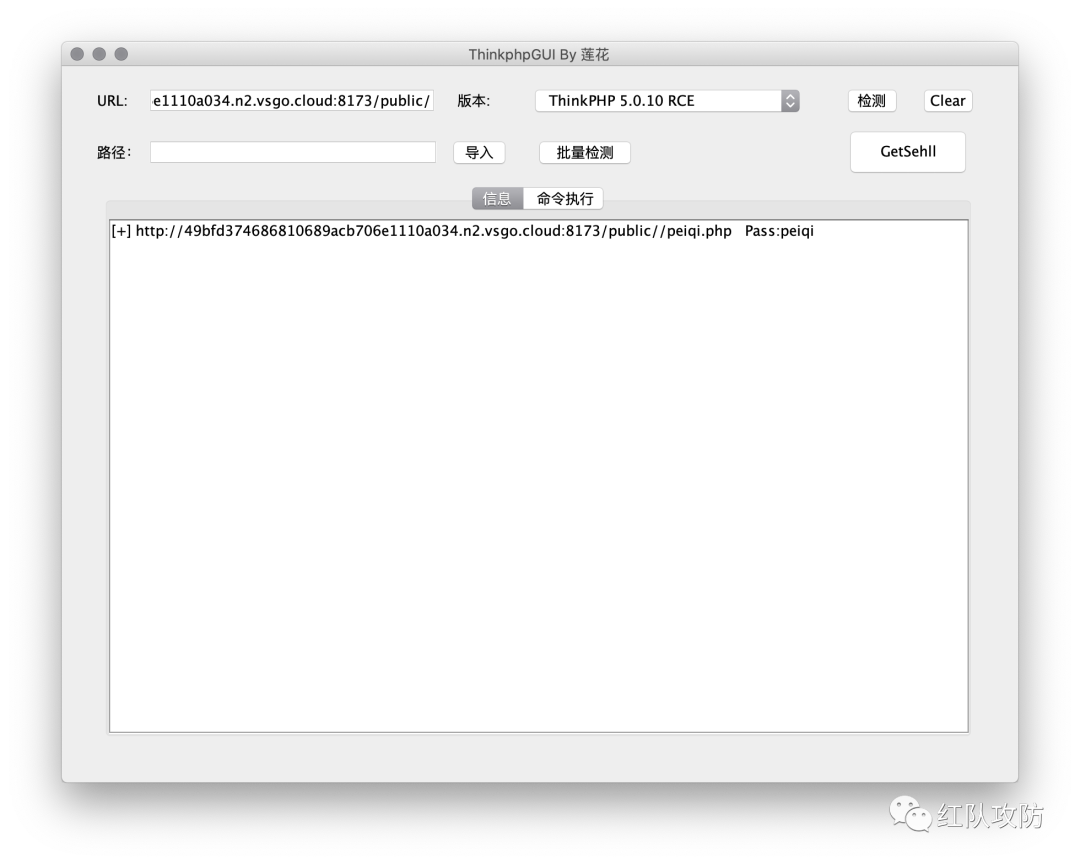 ThinkphpGUI By 莲花
URL: e1110a034.n2.vsgo.cloud:8173/public/ 版本: ThinkPHP 5.0.10 RCE 检测 Clear
路径: 导入 批量检测 GetSehll
信息 命令执行
[+] http://49bfd374686810689acb706e1110a034.n2.vsgo.cloud:8173/public//peiqi.php Pass:peiqi
红队攻防